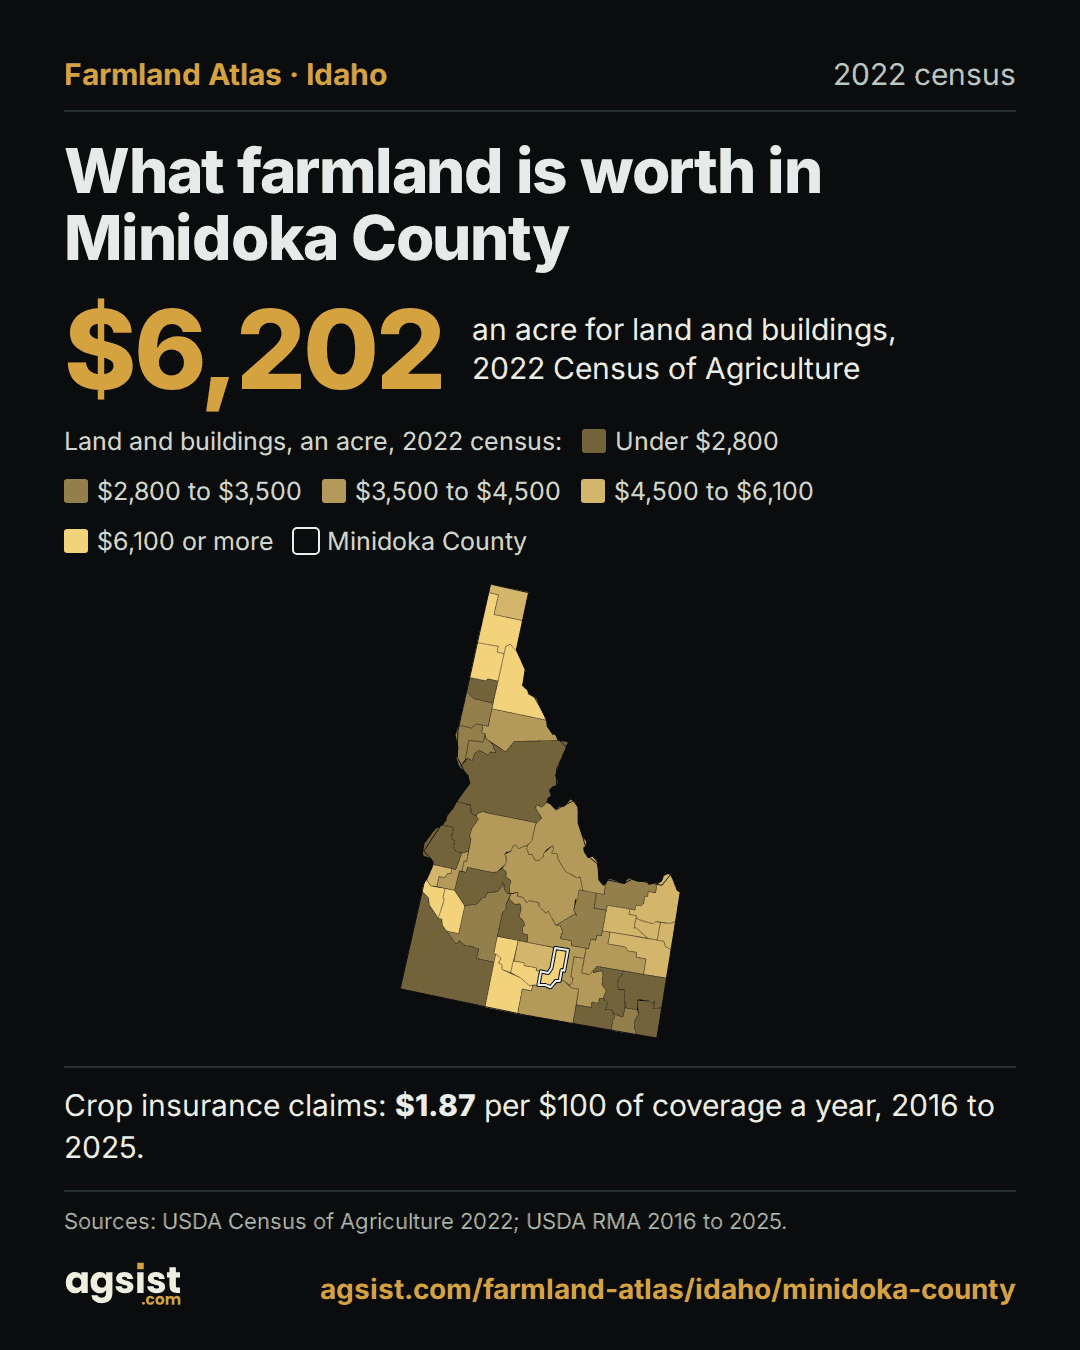 Farmland Atlas · Idaho
2022 census
What farmland is worth in
Minidoka County
$6,202
an acre for land and buildings,
2022 Census of Agriculture
Land and buildings, an acre, 2022 census: Under $2,800
$2,800 to $3,500 $3,500 to $4,500 $4,500 to $6,100
$6,100 or more Minidoka County
Crop insurance claims: $1.87 per $100 of coverage a year, 2016 to
2025.
Sources: USDA Census of Agriculture 2022; USDA RMA 2016 to 2025.
agsist
.com
agsist.com/farmland-atlas/idaho/minidoka-county